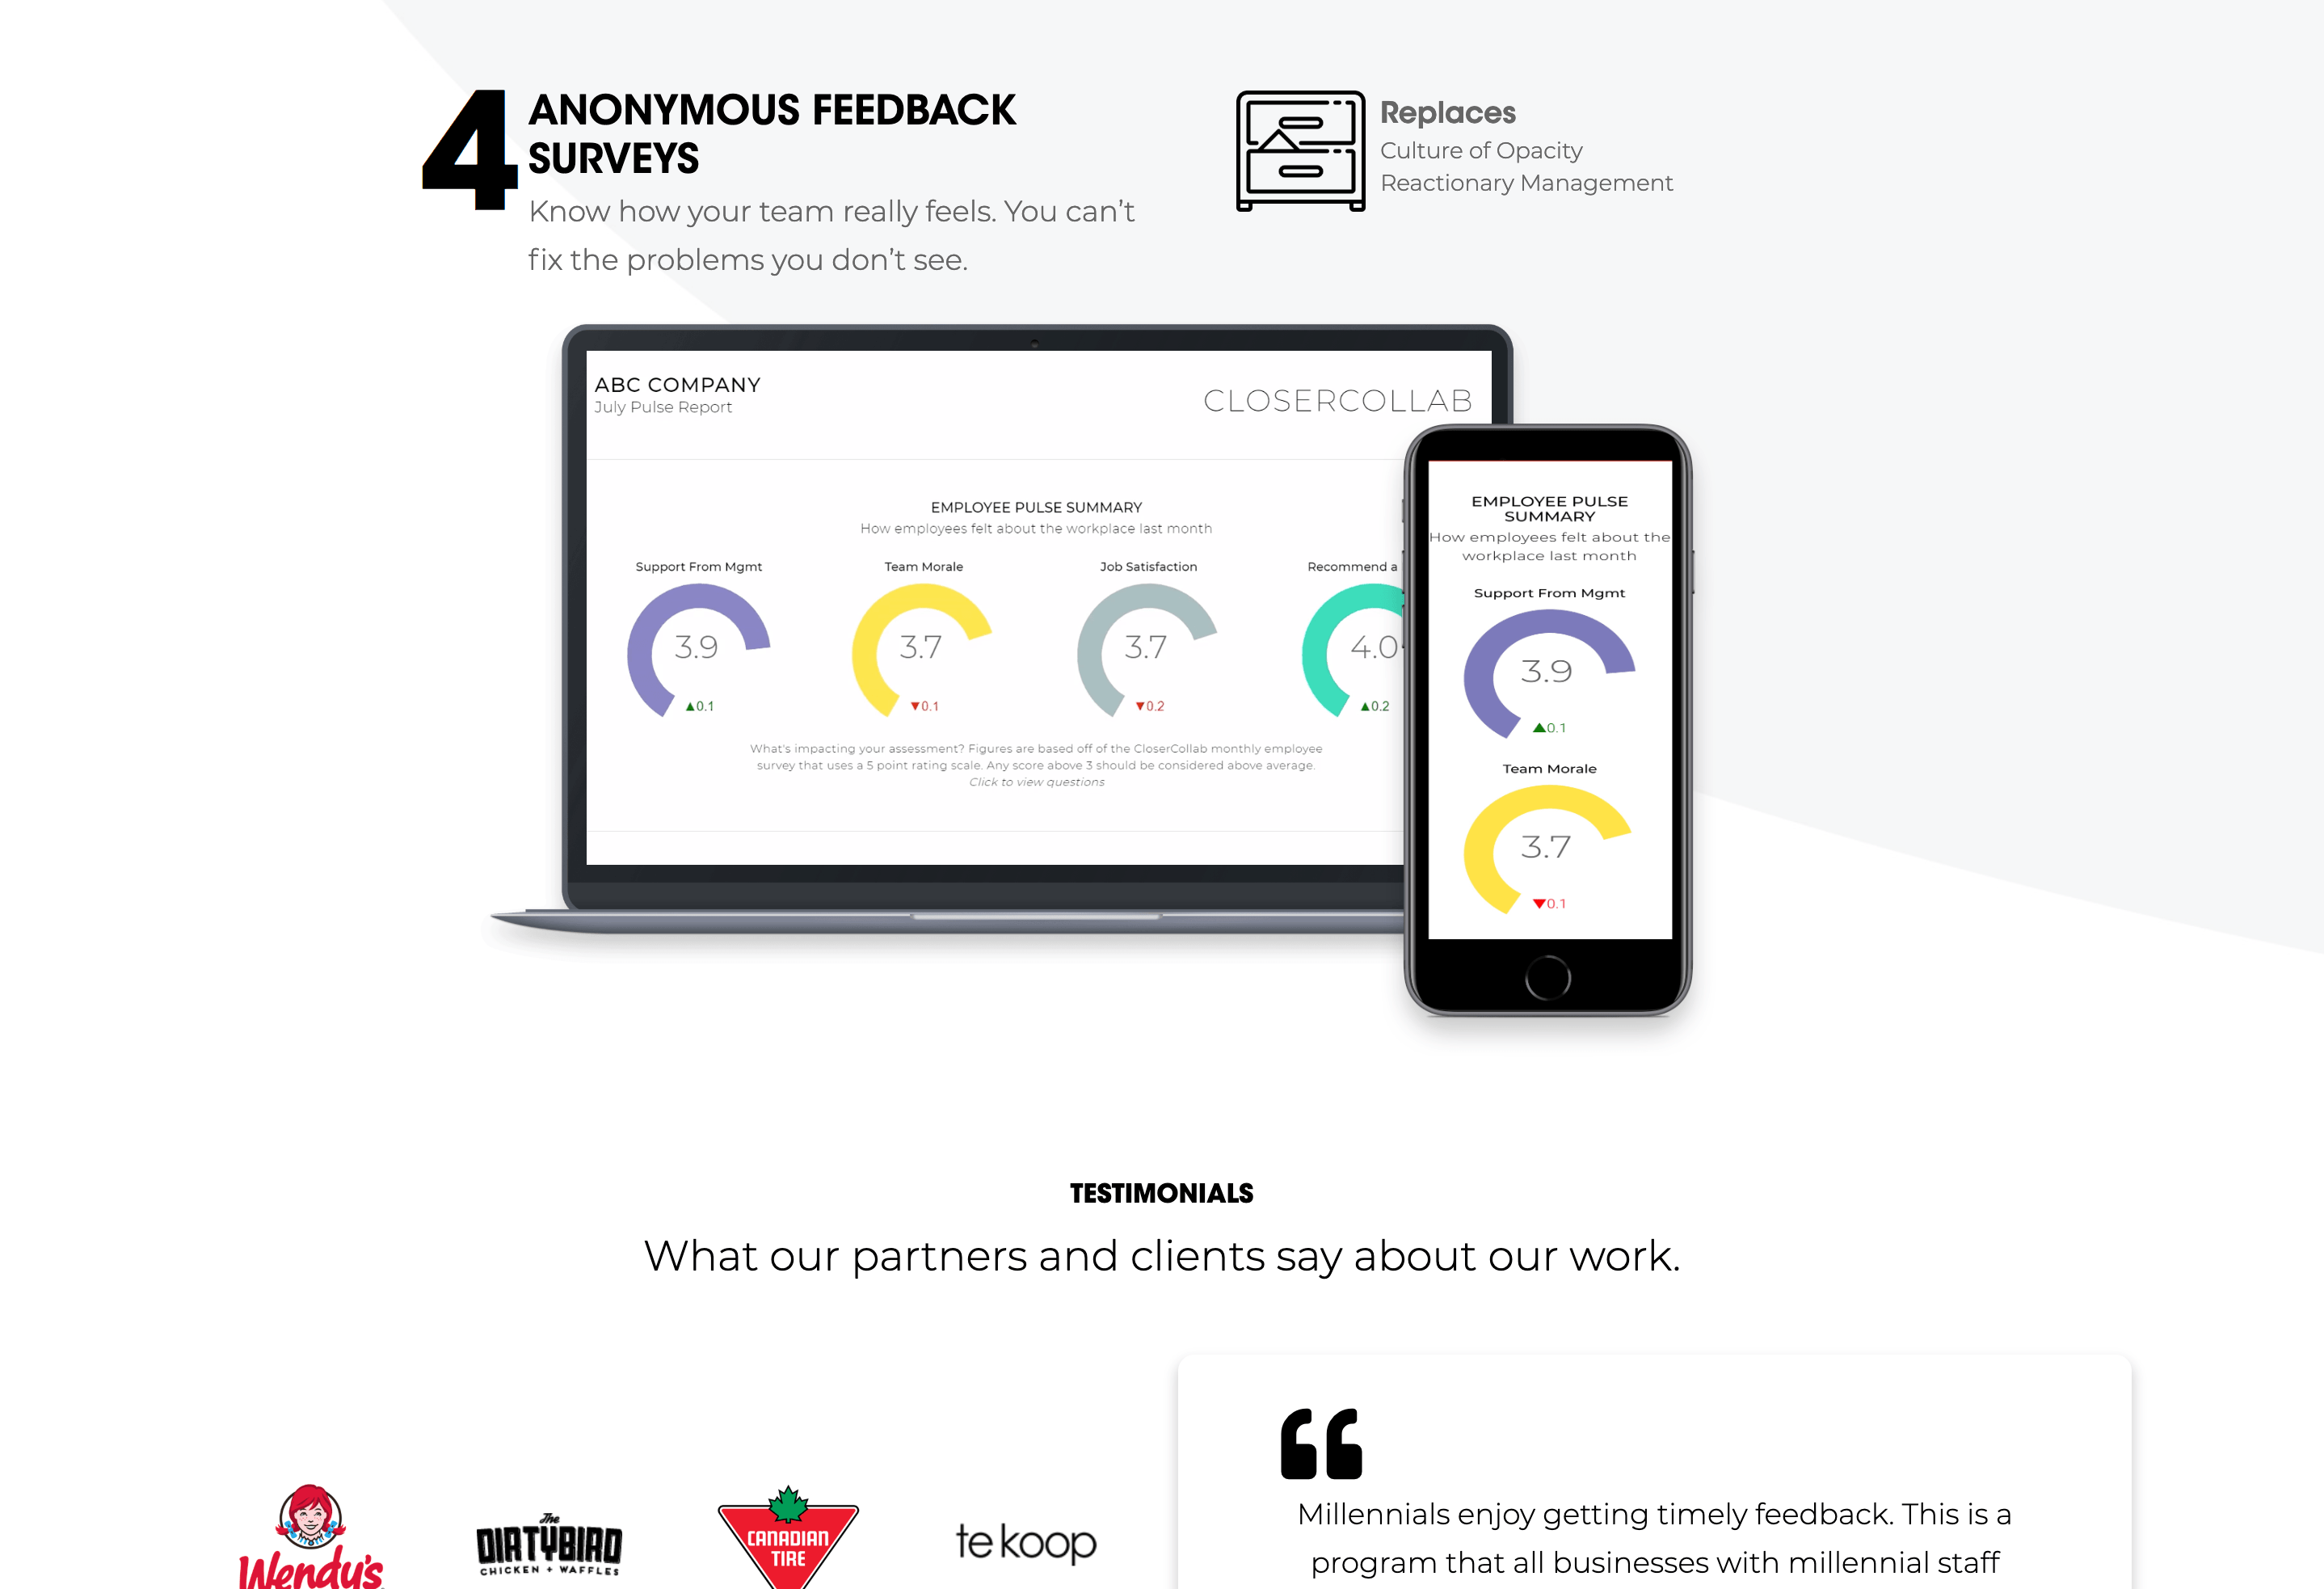 4
ANONYMOUS FEEDBACK
SURVEYS
Know how your team really feels. You can’t
fix the problems you don’t see.
Replaces
Culture of Opacity
Reactionary Management
ABC COMPANY
July Pulse Report
CLOSERCOLLAB
EMPLOYEE PULSE SUMMARY
How employees felt about the workplace last month
Support From Mgmt
3.9
▲0.1
Team Morale
3.7
▼0.1
Job Satisfaction
3.7
▼0.2
Recommend a
4.0
▲0.2
What's impacting your assessment? Figures are based off of the CloserCollab monthly employee
survey that uses a 5 point rating scale. Any score above 3 should be considered above average.
Click to view questions
EMPLOYEE PULSE
SUMMARY
How employees felt about the
workplace last month
Support From Mgmt
3.9
▲0.1
Team Morale
3.7
▼0.1
TESTIMONIALS
What our partners and clients say about our work.
Wendy's
The
DIRTYBIRD
CHICKEN + WAFFLES
CANADIAN
TIRE
te koop
“
Millennials enjoy getting timely feedback. This is a
program that all businesses with millennial staff